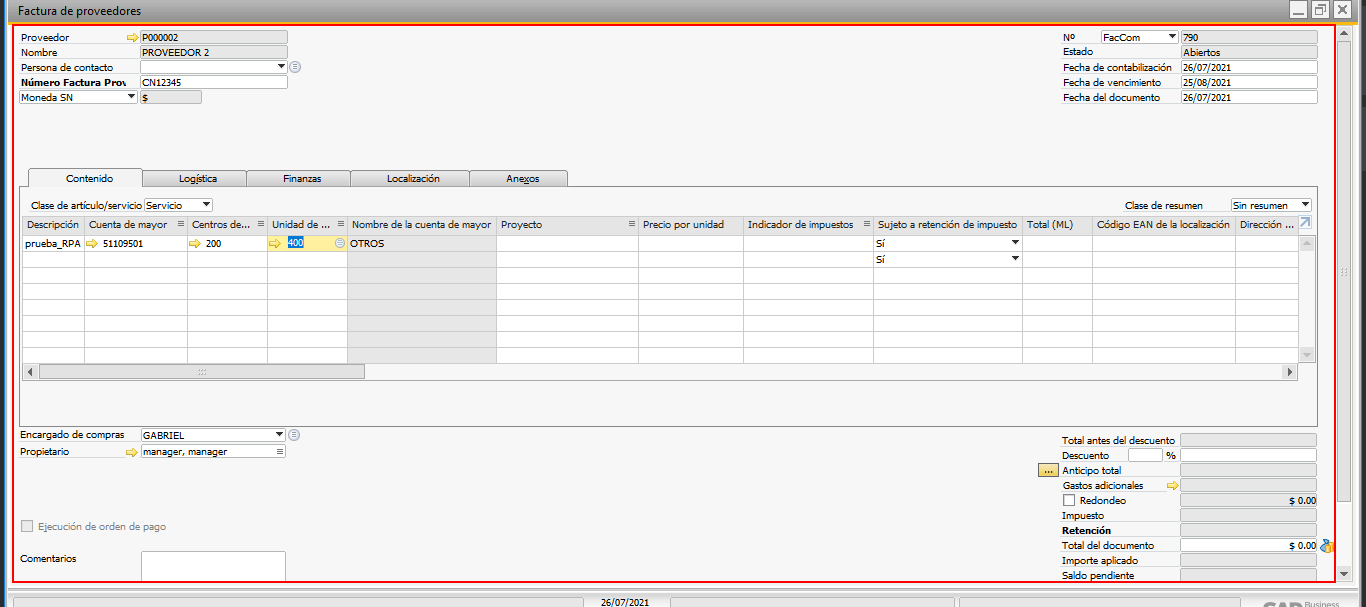 Factura de proveedores
Proveedor P000002
Nombre PROVEEDOR 2
Persona de contacto
Número Factura Prov CN12345
Moneda SN $
Nº FacCom 790
Estado Abiertos
Fecha de contabilización 26/07/2021
Fecha de vencimiento 25/08/2021
Fecha del documento 26/07/2021
Contenido Logística Finanzas Localización Anexos
Clase de artículo/servicio Servicio Clase de resumen Sin resumen
Descripción Cuenta de mayor Centros de... Unidad de ... Nombre de la cuenta de mayor Proyecto Precio por unidad Indicador de impuestos Sujeto a retención de impuesto Total (ML) Código EAN de la localización Dirección ...
prueba_RPA 51109501 200 400 OTROS Sí
Sí
Encargado de compras GABRIEL
Propietario manager, manager
Ejecución de orden de pago
Comentarios
Total antes del descuento
Descuento %
... Anticipo total
Gastos adicionales
Redondeo $ 0.00
Impuesto
Retención
Total del documento $ 0.00
Importe aplicado
Saldo pendiente
26/07/2021
SAP Business